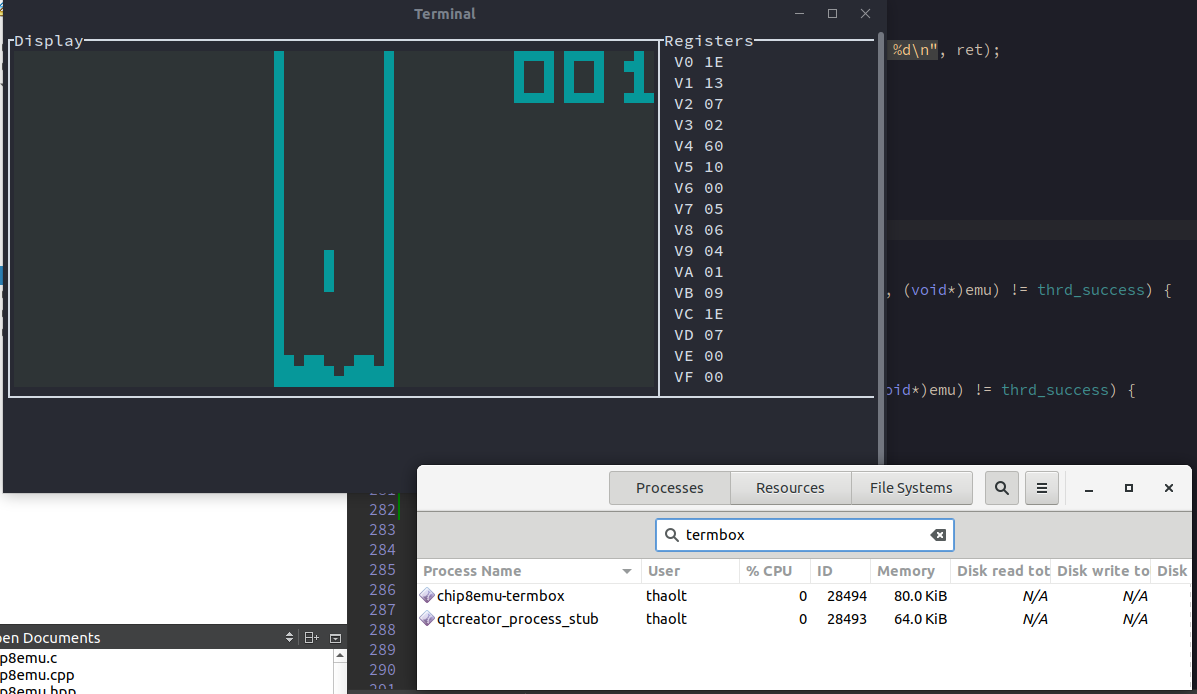 Terminal
Display
Registers
001
V0 1E
V1 13
V2 07
V3 02
V4 60
V5 10
V6 00
V7 05
V8 06
V9 04
VA 01
VB 09
VC 1E
VD 07
VE 00
VF 00
%d\n", ret);
, (void*)emu) != thrd_success) {
oid*)emu) != thrd_success) {
Processes Resources File Systems
termbox
Process Name User % CPU ID Memory Disk read tot Disk write to Disk
chip8emu-termbox thaolt 0 28494 80.0 KiB N/A N/A
qtcreator_process_stub thaolt 0 28493 64.0 KiB N/A N/A
281
282
283
284
285
286
287
288
289
290
291
pen Documents
p8emu.c
p8emu.cpp
p8emu.hpp